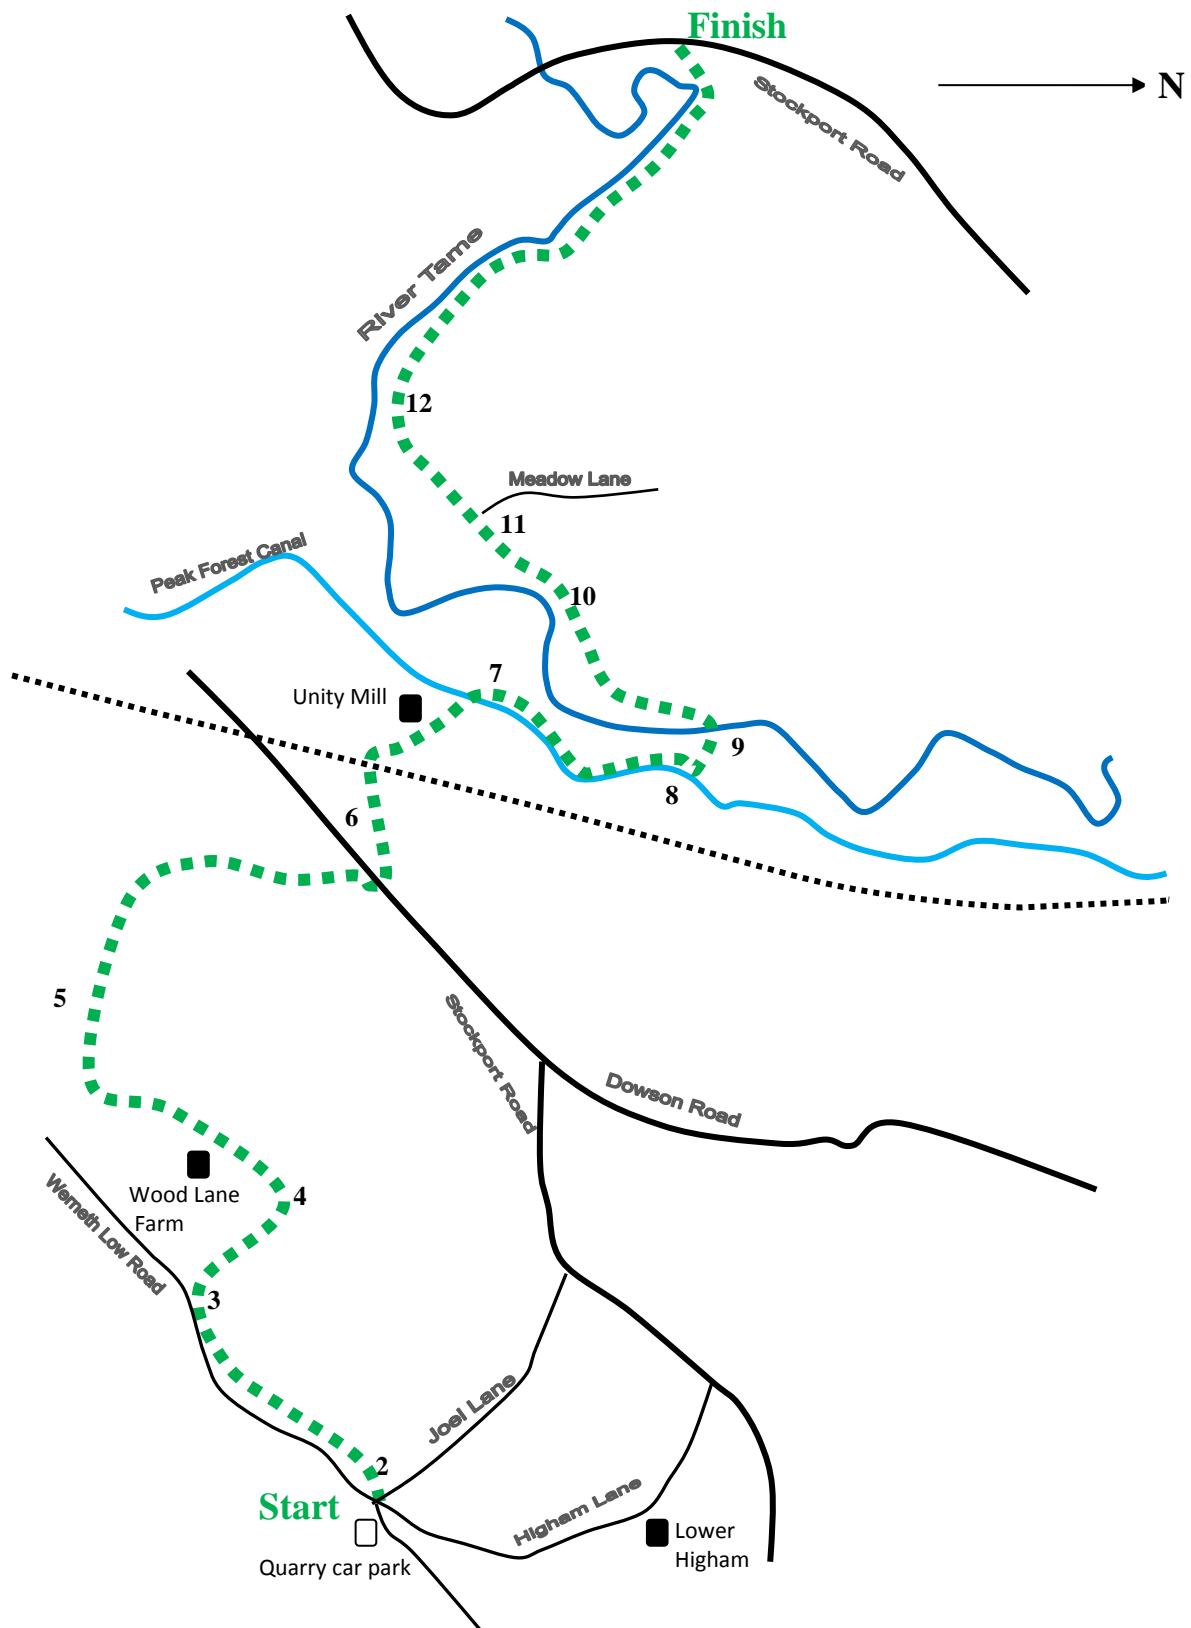 Finish
N
Stockport Road
River Tame
12
Meadow Lane
11
Peak Forest Canal
10
7
Unity Mill
9
8
6
5
Stockport Road
Dowson Road
Wood Lane
Farm
4
Werneth Low Road
3
Joel Lane
2
Start
Higham Lane
Lower
Higham
Quarry car park